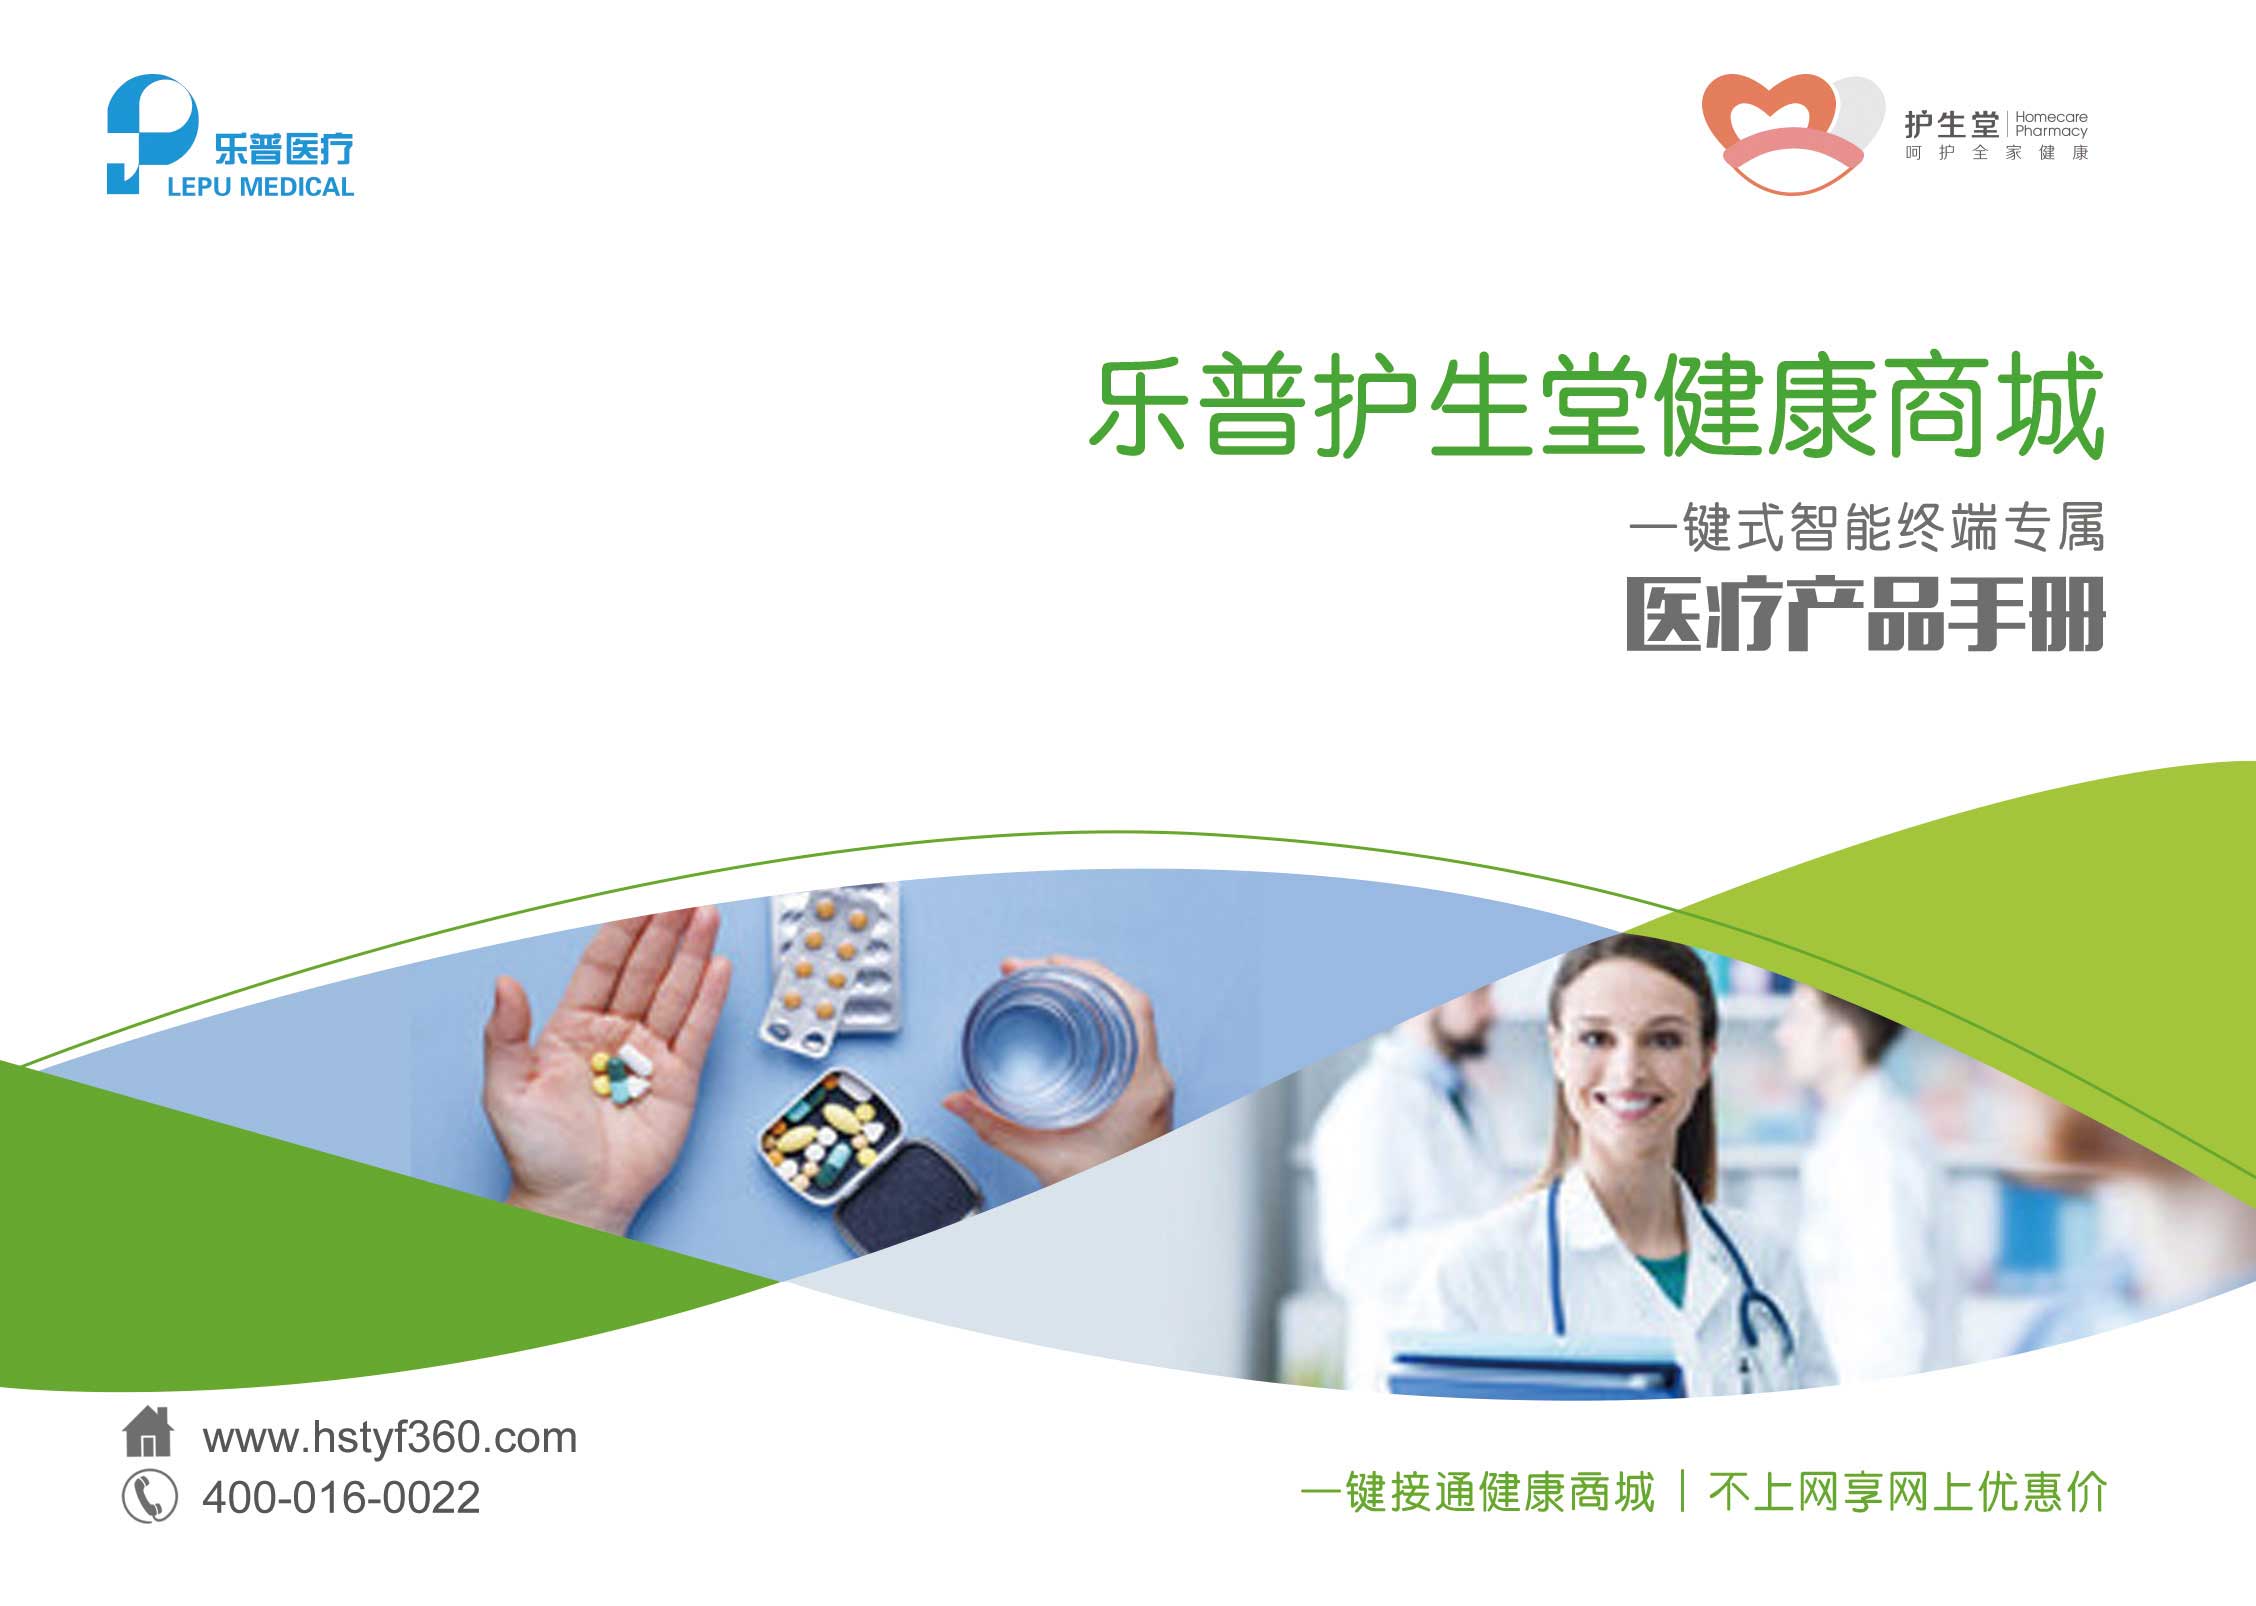 乐普医疗
LEPU MEDICAL
护生堂
Homecare
Pharmacy
呵护全家健康
乐普护生堂健康商城
一键式智能终端专属
医疗产品手册
www.hstyf360.com
400-016-0022
一键接通健康商城｜不上网享网上优惠价